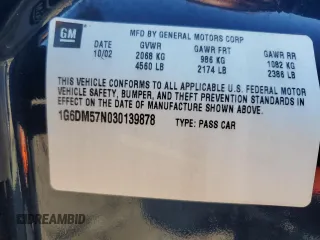 GM
MFD BY GENERAL MOTORS CORP
DATE GVWR GAWR FRT GAWR RR
10/02 2068 KG 986 KG 1082 KG
4560 LB 2174 LB 2386 LB
THIS VEHICLE CONFORMS TO ALL APPLICABLE U.S. FEDERAL MOTOR
VEHICLE SAFETY, BUMPER, AND THEFT PREVENTION STANDARDS IN
EFFECT ON THE DATE OF MANUFACTURE SHOWN ABOVE.
1G6DM57N030139878 TYPE: PASS CAR
DREAMBID